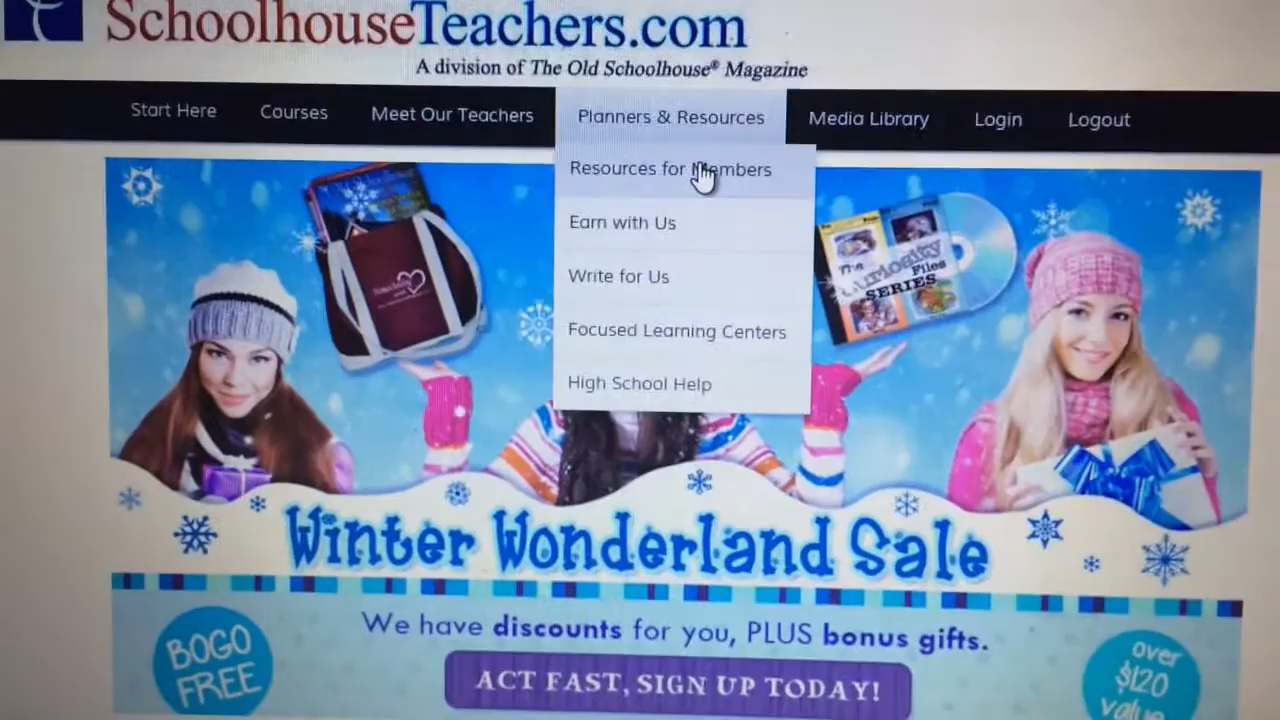 SchoolhouseTeachers.com
A division of The Old Schoolhouse® Magazine
Start Here Courses Meet Our Teachers Planners & Resources Media Library Login Logout
Resources for Members
Earn with Us
Write for Us
Focused Learning Centers
High School Help
The
Curiosity
Files
SERIES
Winter Wonderland Sale
We have discounts for you, PLUS bonus gifts.
ACT FAST, SIGN UP TODAY!
BOGO
FREE
over
$120
value